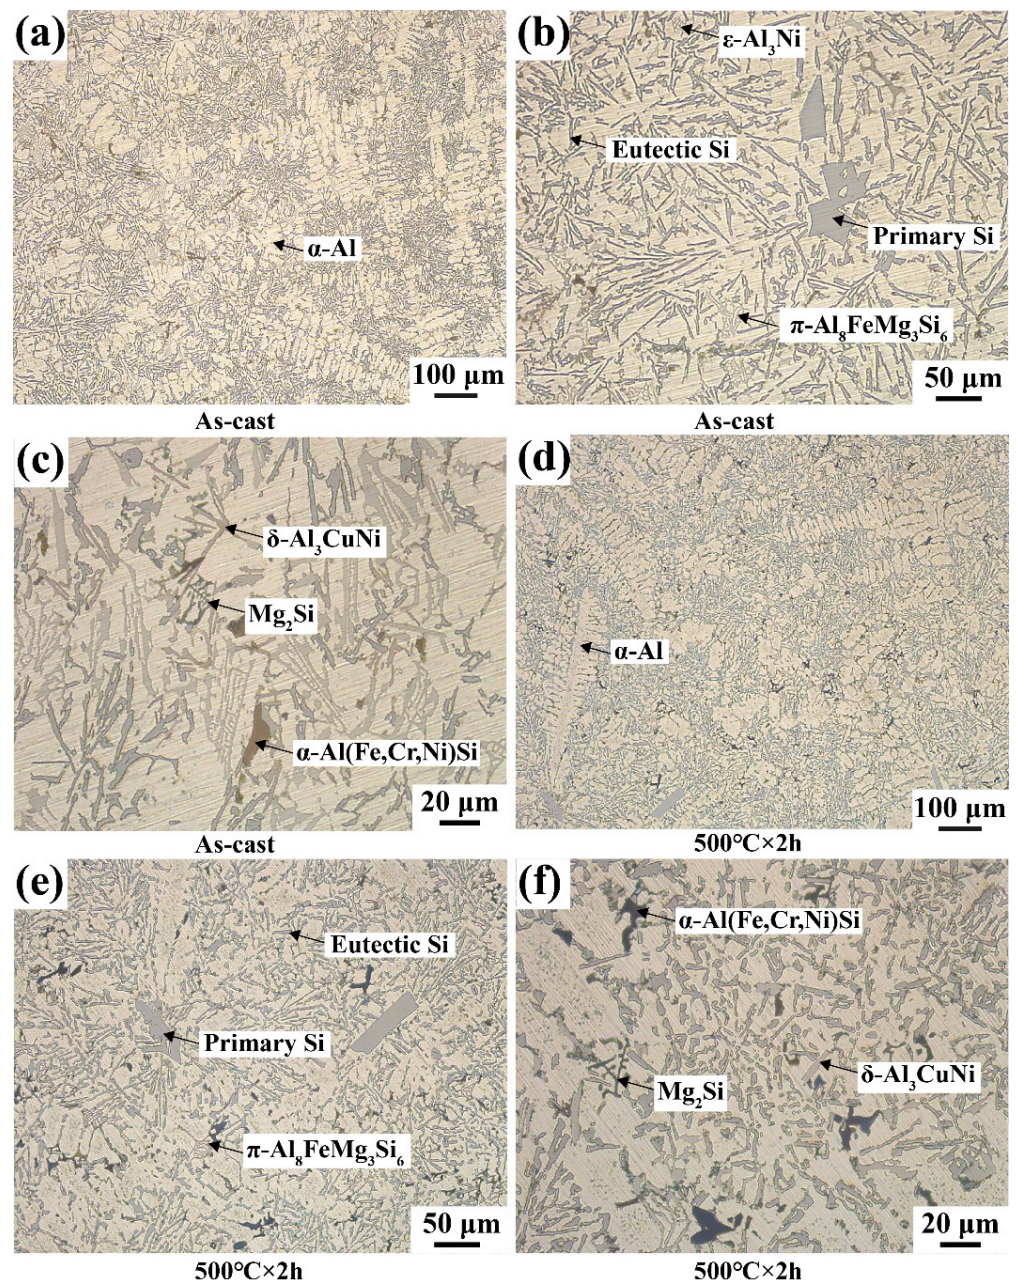 (a)
α-Al
100 μm
As-cast
(b)
ε-Al₃Ni
Eutectic Si
Primary Si
π-Al₈FeMg₃Si₆
50 μm
As-cast
(c)
δ-Al₃CuNi
Mg₂Si
α-Al(Fe,Cr,Ni)Si
20 μm
As-cast
(d)
α-Al
100 μm
500°C×2h
(e)
Eutectic Si
Primary Si
π-Al₈FeMg₃Si₆
50 μm
500°C×2h
(f)
α-Al(Fe,Cr,Ni)Si
Mg₂Si
δ-Al₃CuNi
20 μm
500°C×2h